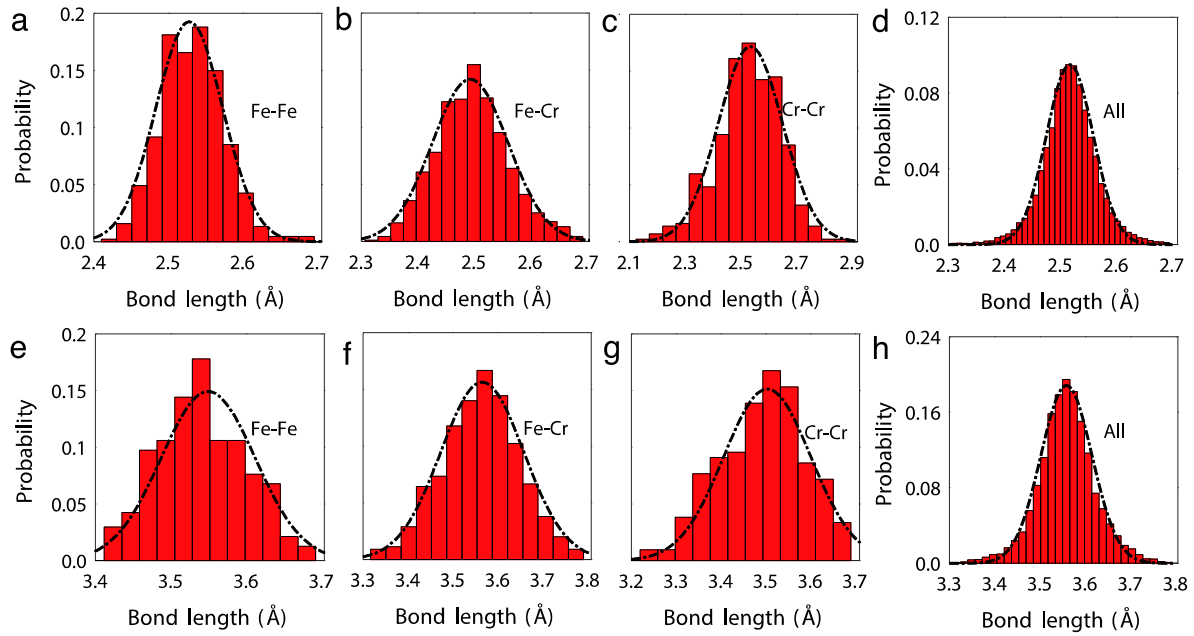 a b c d
Probability
0.2
0.15
0.1
0.05
0.0
Fe-Fe
2.4 2.5 2.6 2.7
Bond length (Å)
Fe-Cr
2.3 2.4 2.5 2.6 2.7
Bond length (Å)
Cr-Cr
2.1 2.3 2.5 2.7 2.9
Bond length (Å)
Probability
0.12
0.08
0.04
0.0
All
2.3 2.4 2.5 2.6 2.7
Bond length (Å)
e f g h
Probability
0.2
0.15
0.1
0.05
0.0
Fe-Fe
3.4 3.5 3.6 3.7
Bond length (Å)
Fe-Cr
3.3 3.4 3.5 3.6 3.7 3.8
Bond length (Å)
Cr-Cr
3.2 3.3 3.4 3.5 3.6 3.7
Bond length (Å)
Probability
0.24
0.16
0.08
0.0
All
3.3 3.4 3.5 3.6 3.7 3.8
Bond length (Å)